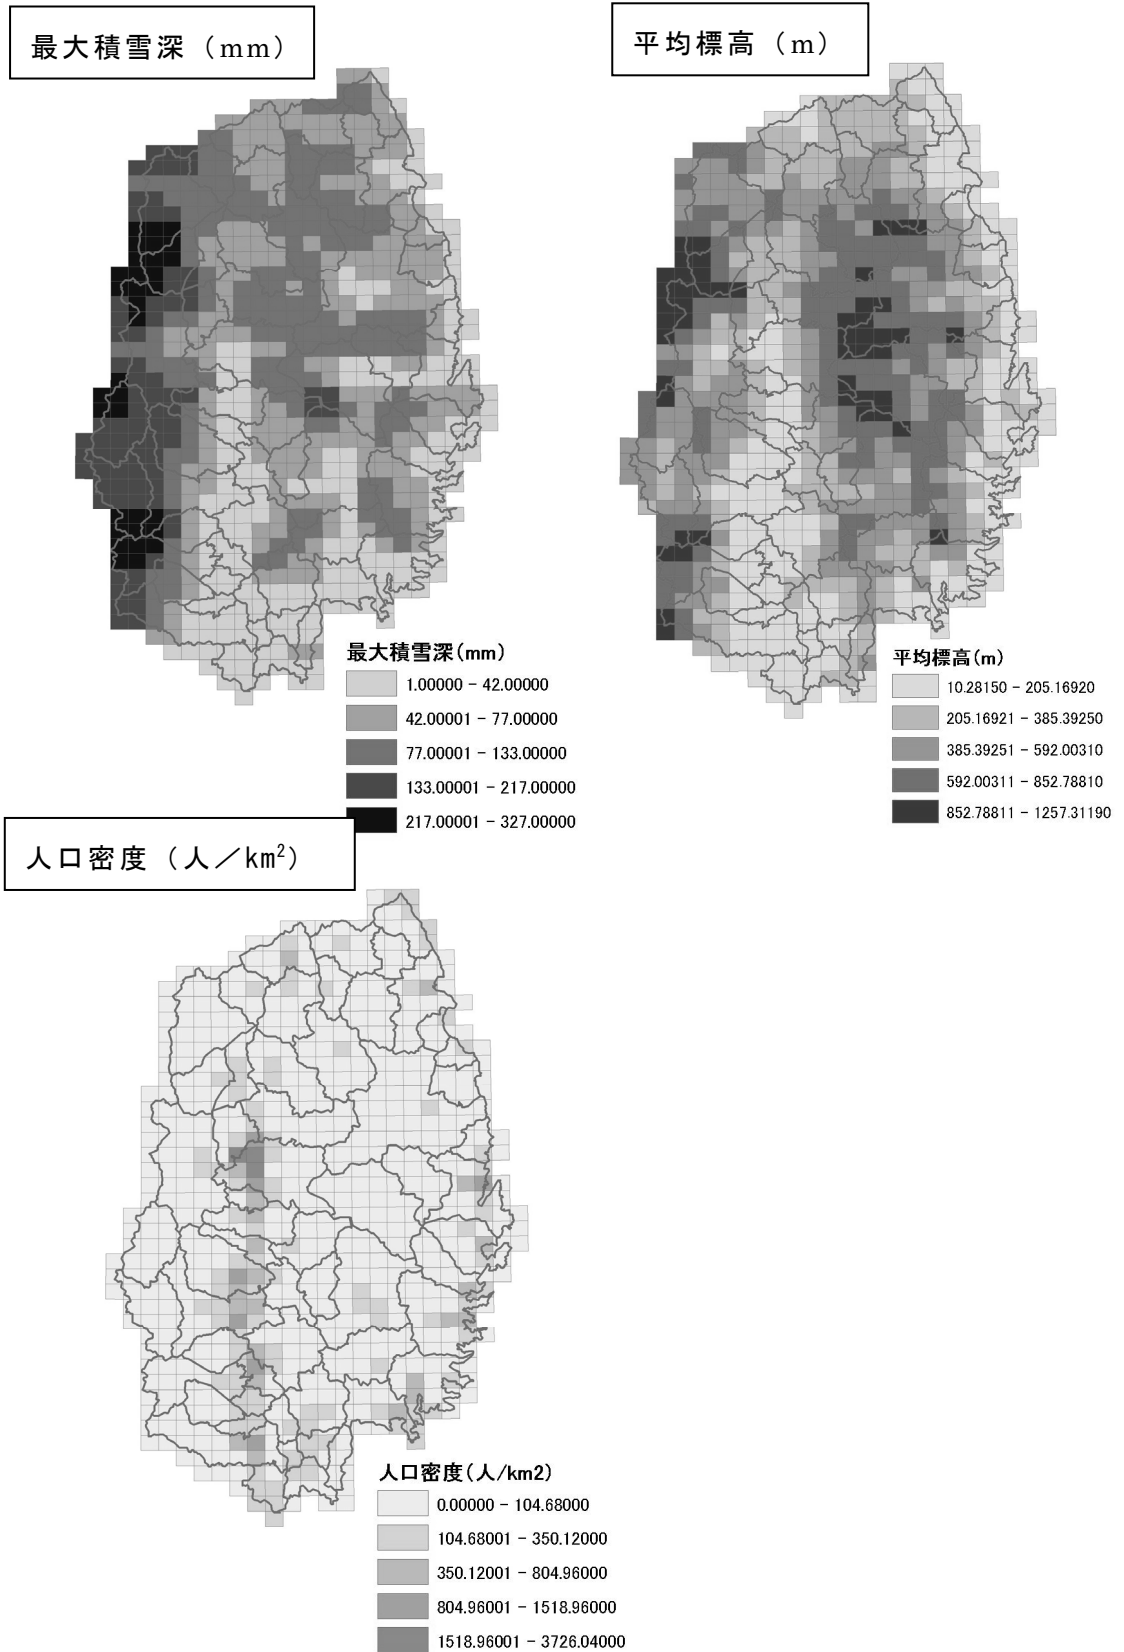 最大積雪深（mm）
平均標高（m）
最大積雪深(mm)
1.00000 - 42.00000
42.00001 - 77.00000
77.00001 - 133.00000
133.00001 - 217.00000
217.00001 - 327.00000
平均標高(m)
10.28150 - 205.16920
205.16921 - 385.39250
385.39251 - 592.00310
592.00311 - 852.78810
852.78811 - 1257.31190
人口密度（人／km²）
人口密度(人/km2)
0.00000 - 104.68000
104.68001 - 350.12000
350.12001 - 804.96000
804.96001 - 1518.96000
1518.96001 - 3726.04000